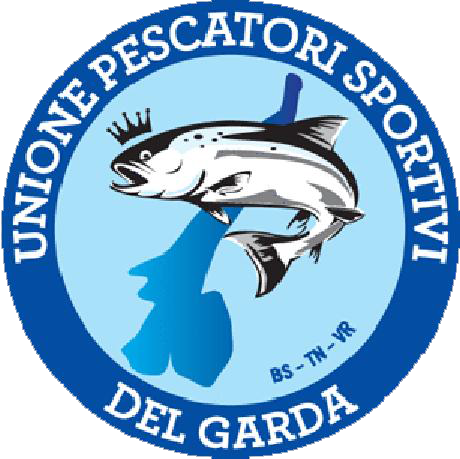 UNIONE PESCATORI SPORTIVI
DEL GARDA
BS - TN - VR